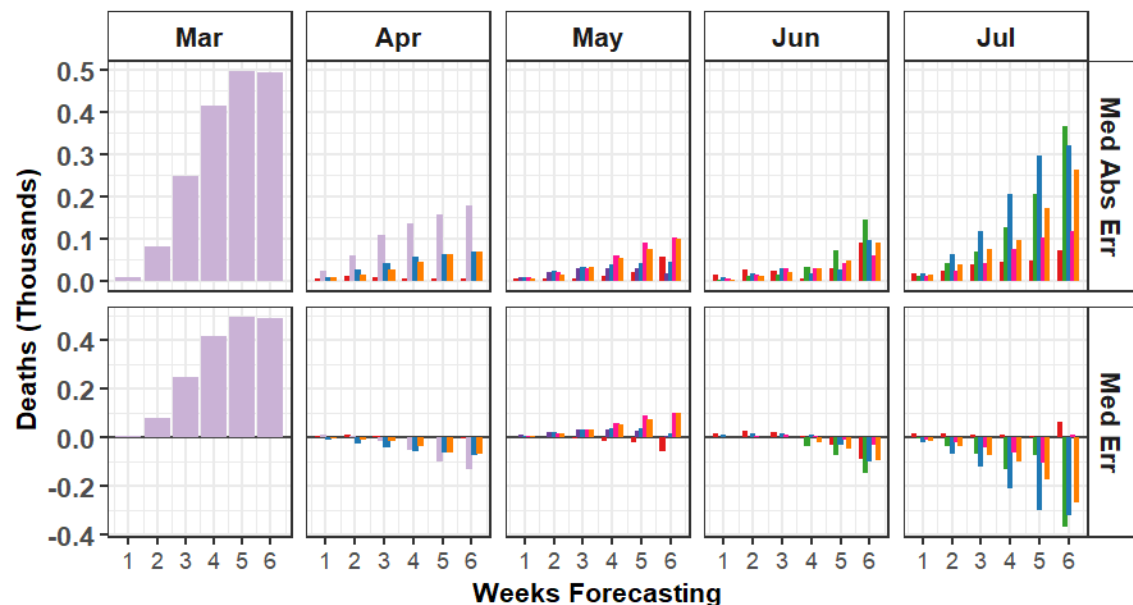 Mar Apr May Jun Jul
0.5
0.4
0.3
0.2
0.1
0.0
Med Abs Err
Deaths (Thousands)
0.4
0.2
0.0
-0.2
-0.4
Med Err
1 2 3 4 5 6 1 2 3 4 5 6 1 2 3 4 5 6 1 2 3 4 5 6 1 2 3 4 5 6
Weeks Forecasting